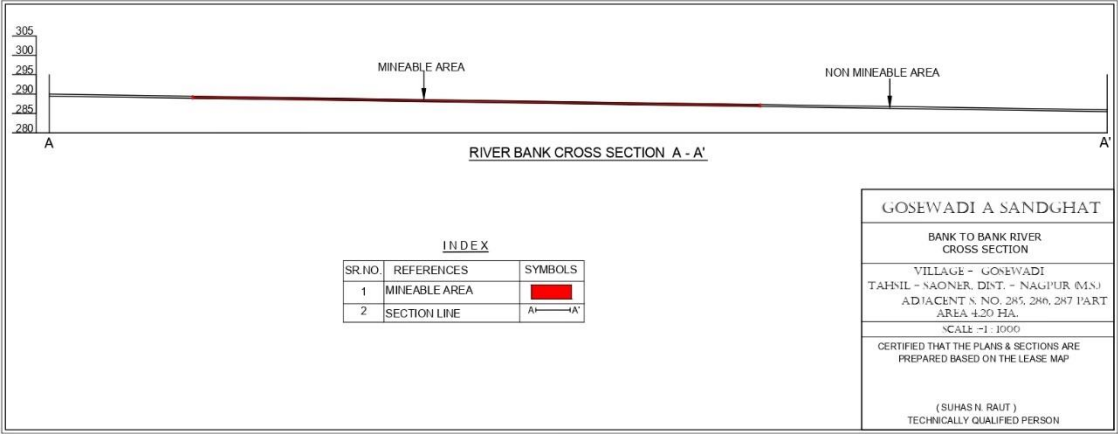 305
300
295
290
285
280
MINEABLE AREA
NON MINEABLE AREA
A
A'
RIVER BANK CROSS SECTION A - A'
INDEX
SR.NO. REFERENCES SYMBOLS
1 MINEABLE AREA
2 SECTION LINE A A'
GOSEWADI A SANDGHAT
BANK TO BANK RIVER
CROSS SECTION
VILLAGE - GOSEWADI
TAHSIL - SAONER, DIST. - NAGPUR (M.S.)
ADJACENT S. NO. 285, 286, 287 PART
AREA 4.20 HA.
SCALE :-1 : 1000
CERTIFIED THAT THE PLANS & SECTIONS ARE
PREPARED BASED ON THE LEASE MAP
( SUHAS N. RAUT )
TECHNICALLY QUALIFIED PERSON